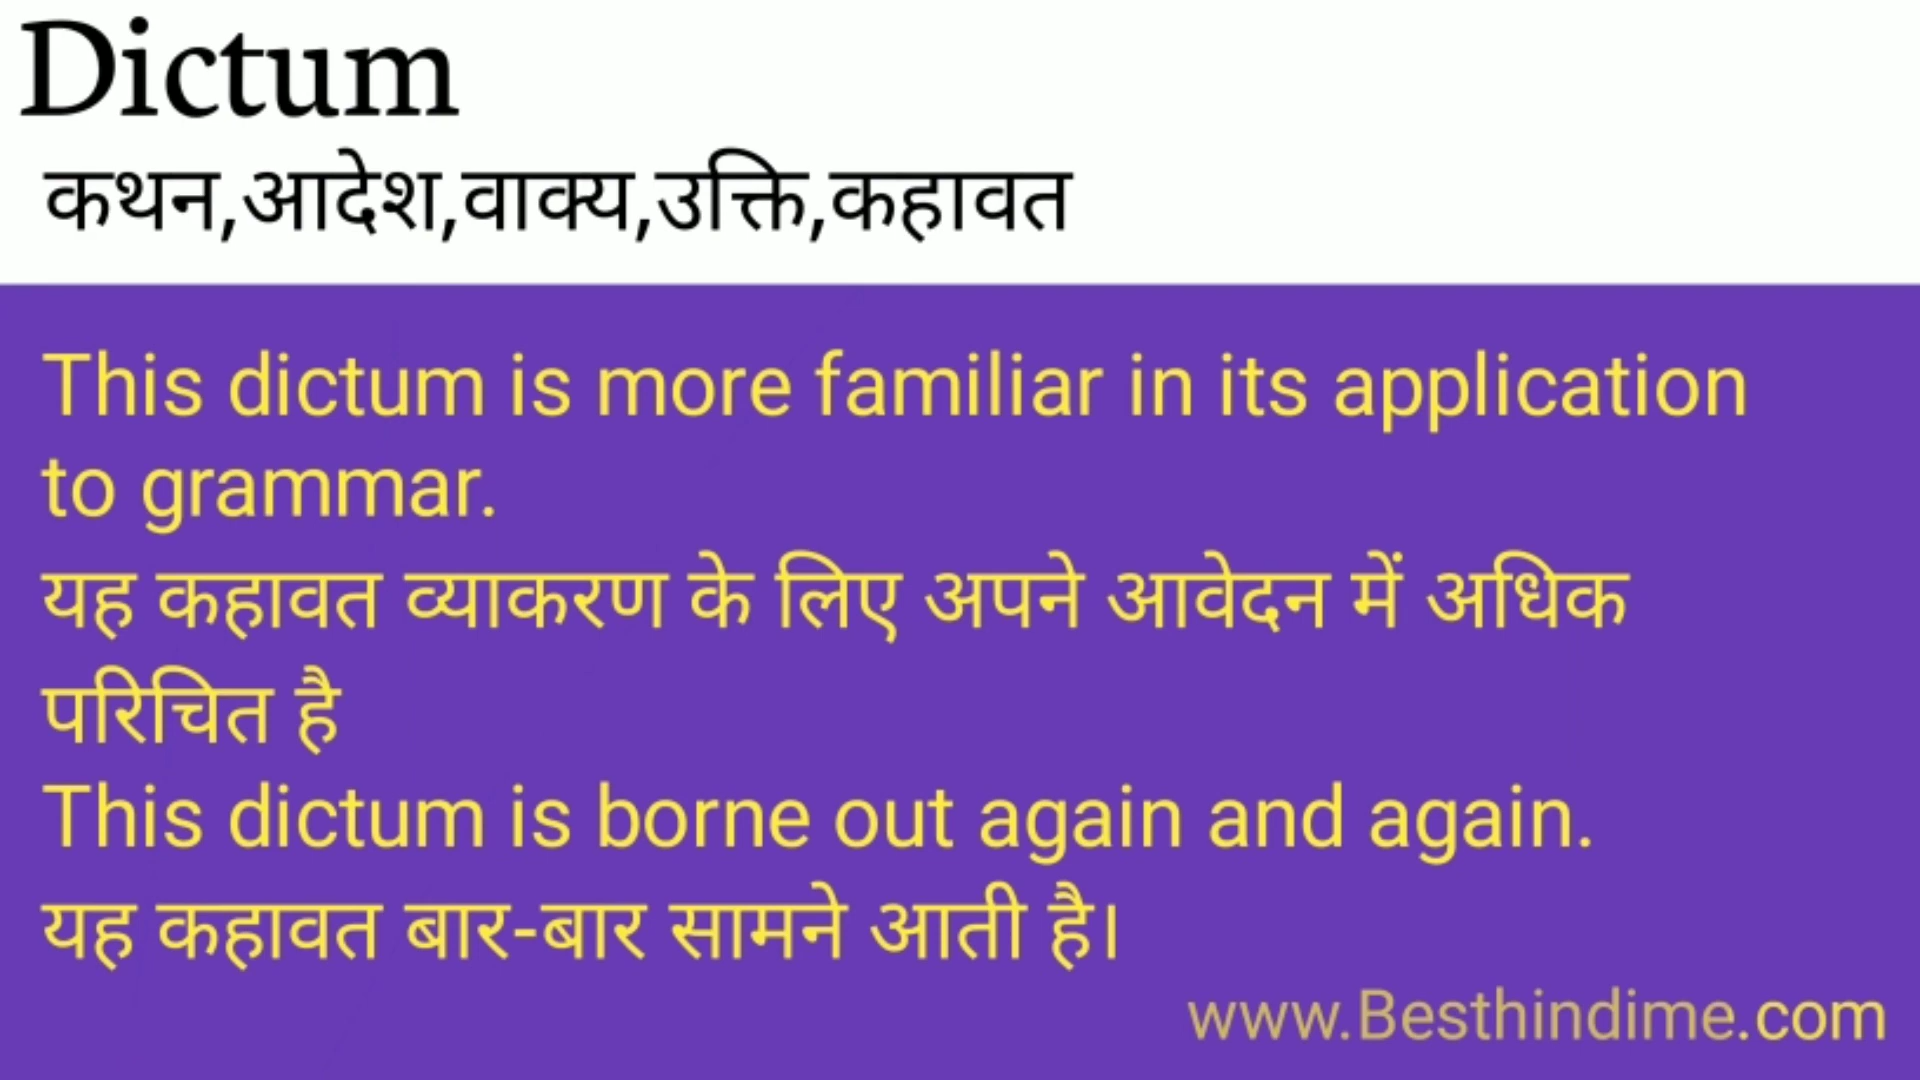 Dictum
कथन,आदेश,वाक्य,उक्ति,कहावत
This dictum is more familiar in its application
to grammar.
यह कहावत व्याकरण के लिए अपने आवेदन में अधिक
परिचित है
This dictum is borne out again and again.
यह कहावत बार-बार सामने आती है।
www.Besthindime.com